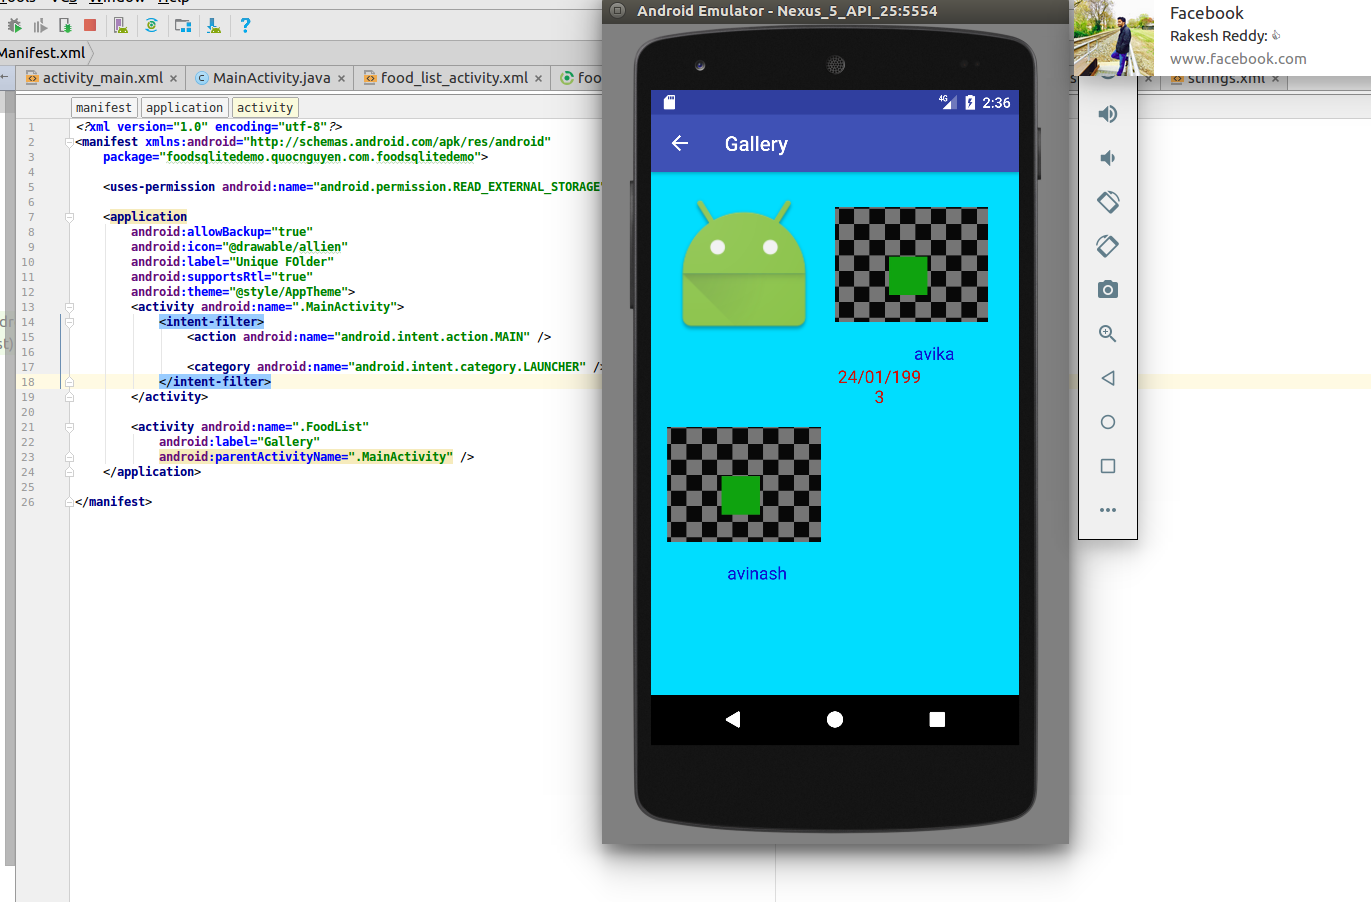 Tools VCS Window Help
Manifest.xml
activity_main.xml
MainActivity.java
food_list_activity.xml
foo
s
strings.xml
manifest
application
activity
1 <?xml version="1.0" encoding="utf-8"?>
2 <manifest xmlns:android="http://schemas.android.com/apk/res/android"
3 package="foodsqlitedemo.quocnguyen.com.foodsqlitedemo">
4
5 <uses-permission android:name="android.permission.READ_EXTERNAL_STORAGE"
6
7 <application
8 android:allowBackup="true"
9 android:icon="@drawable/allien"
10 android:label="Unique FOlder"
11 android:supportsRtl="true"
12 android:theme="@style/AppTheme">
13 <activity android:name=".MainActivity">
14 <intent-filter>
15 <action android:name="android.intent.action.MAIN" />
16
17 <category android:name="android.intent.category.LAUNCHER" />
18 </intent-filter>
19 </activity>
20
21 <activity android:name=".FoodList"
22 android:label="Gallery"
23 android:parentActivityName=".MainActivity" />
24 </application>
25
26 </manifest>
Android Emulator - Nexus_5_API_25:5554
4G 2:36
Gallery
avika
24/01/199
3
avinash
Facebook
Rakesh Reddy:
www.facebook.com